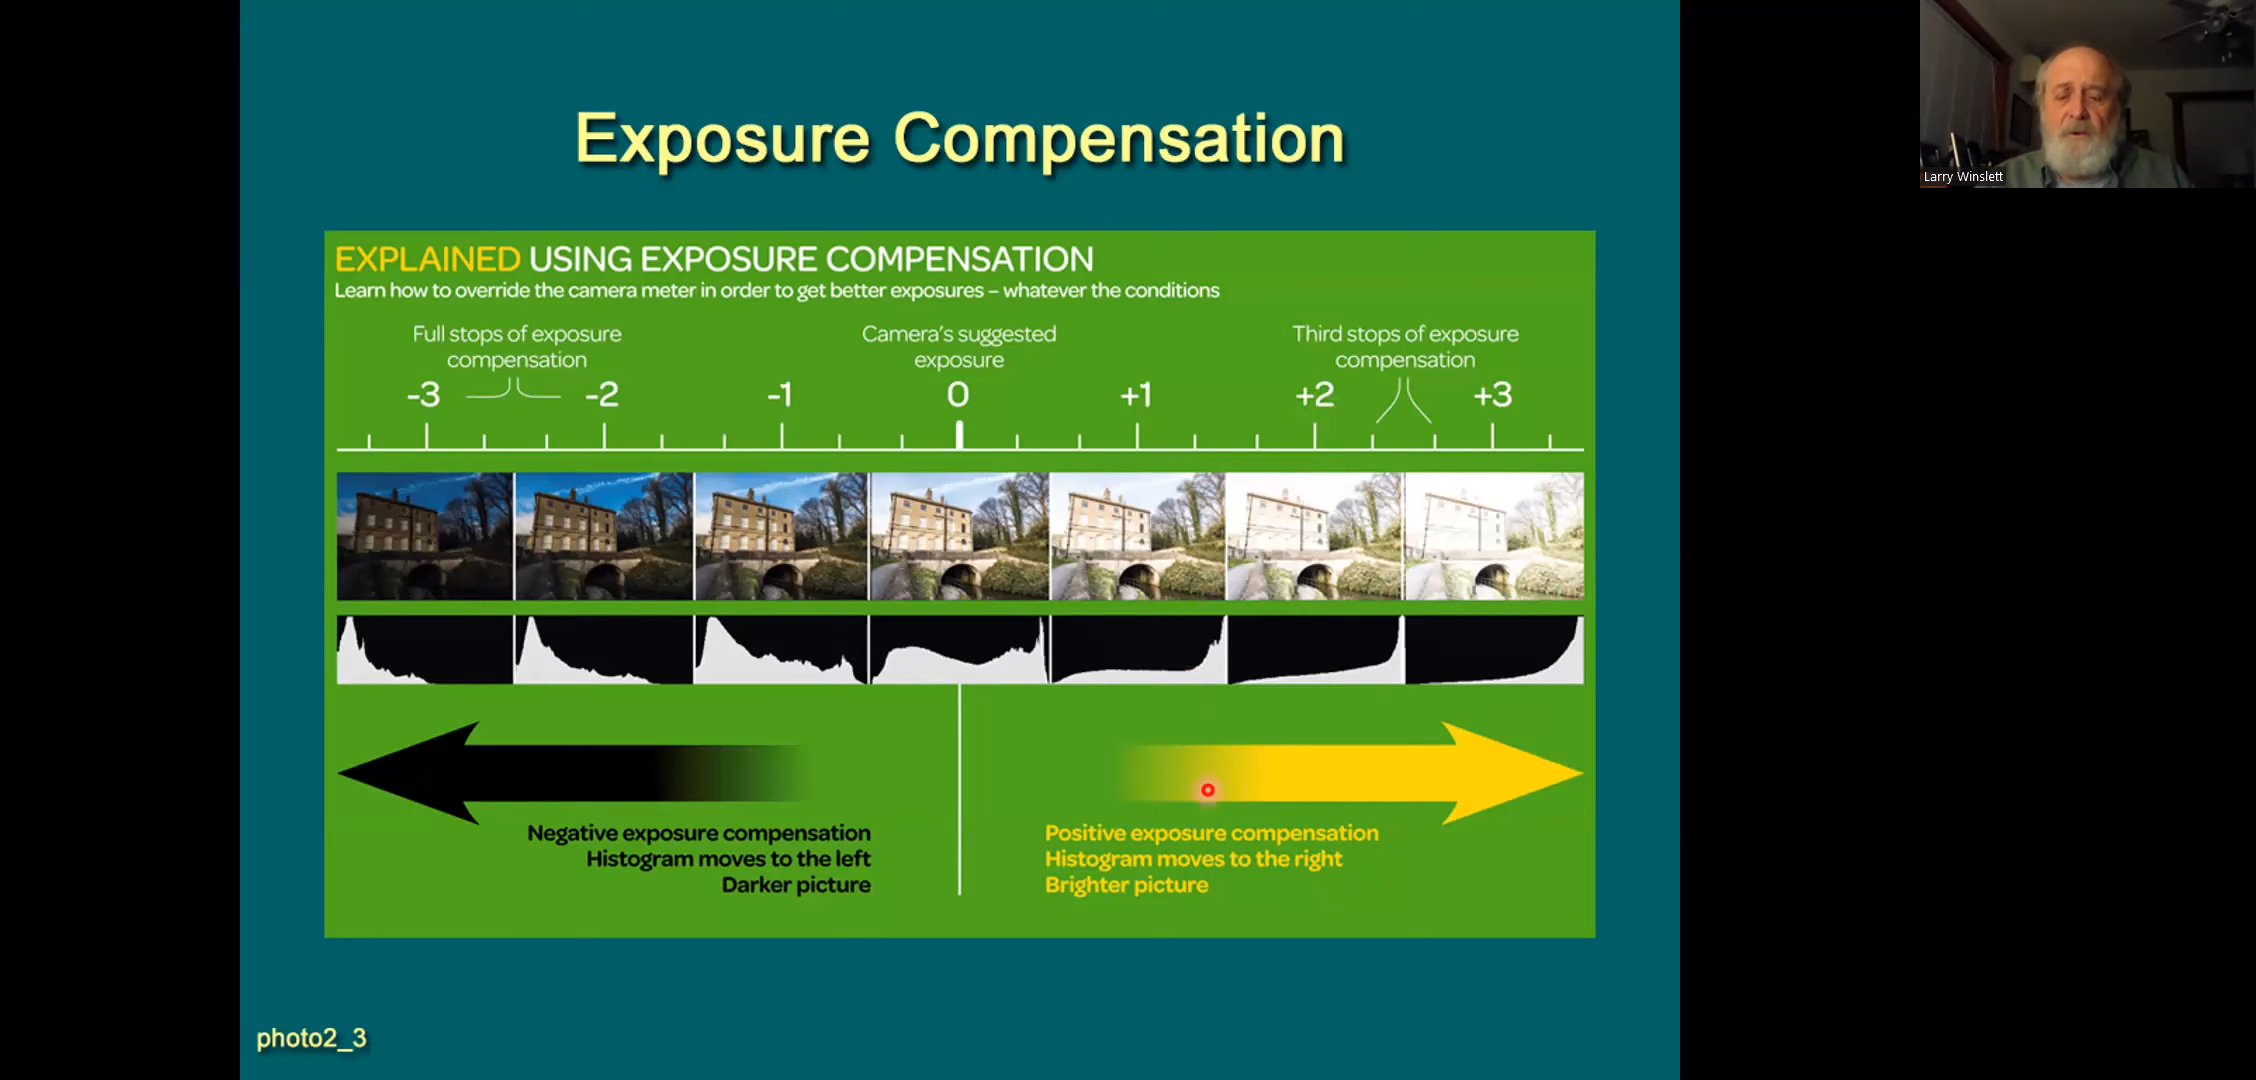 Exposure Compensation
Larry Winslett
EXPLAINED USING EXPOSURE COMPENSATION
Learn how to override the camera meter in order to get better exposures – whatever the conditions
Full stops of exposure
compensation
Camera's suggested
exposure
Third stops of exposure
compensation
-3 -2 -1 0 +1 +2 +3
Negative exposure compensation
Histogram moves to the left
Darker picture
Positive exposure compensation
Histogram moves to the right
Brighter picture
photo2_3